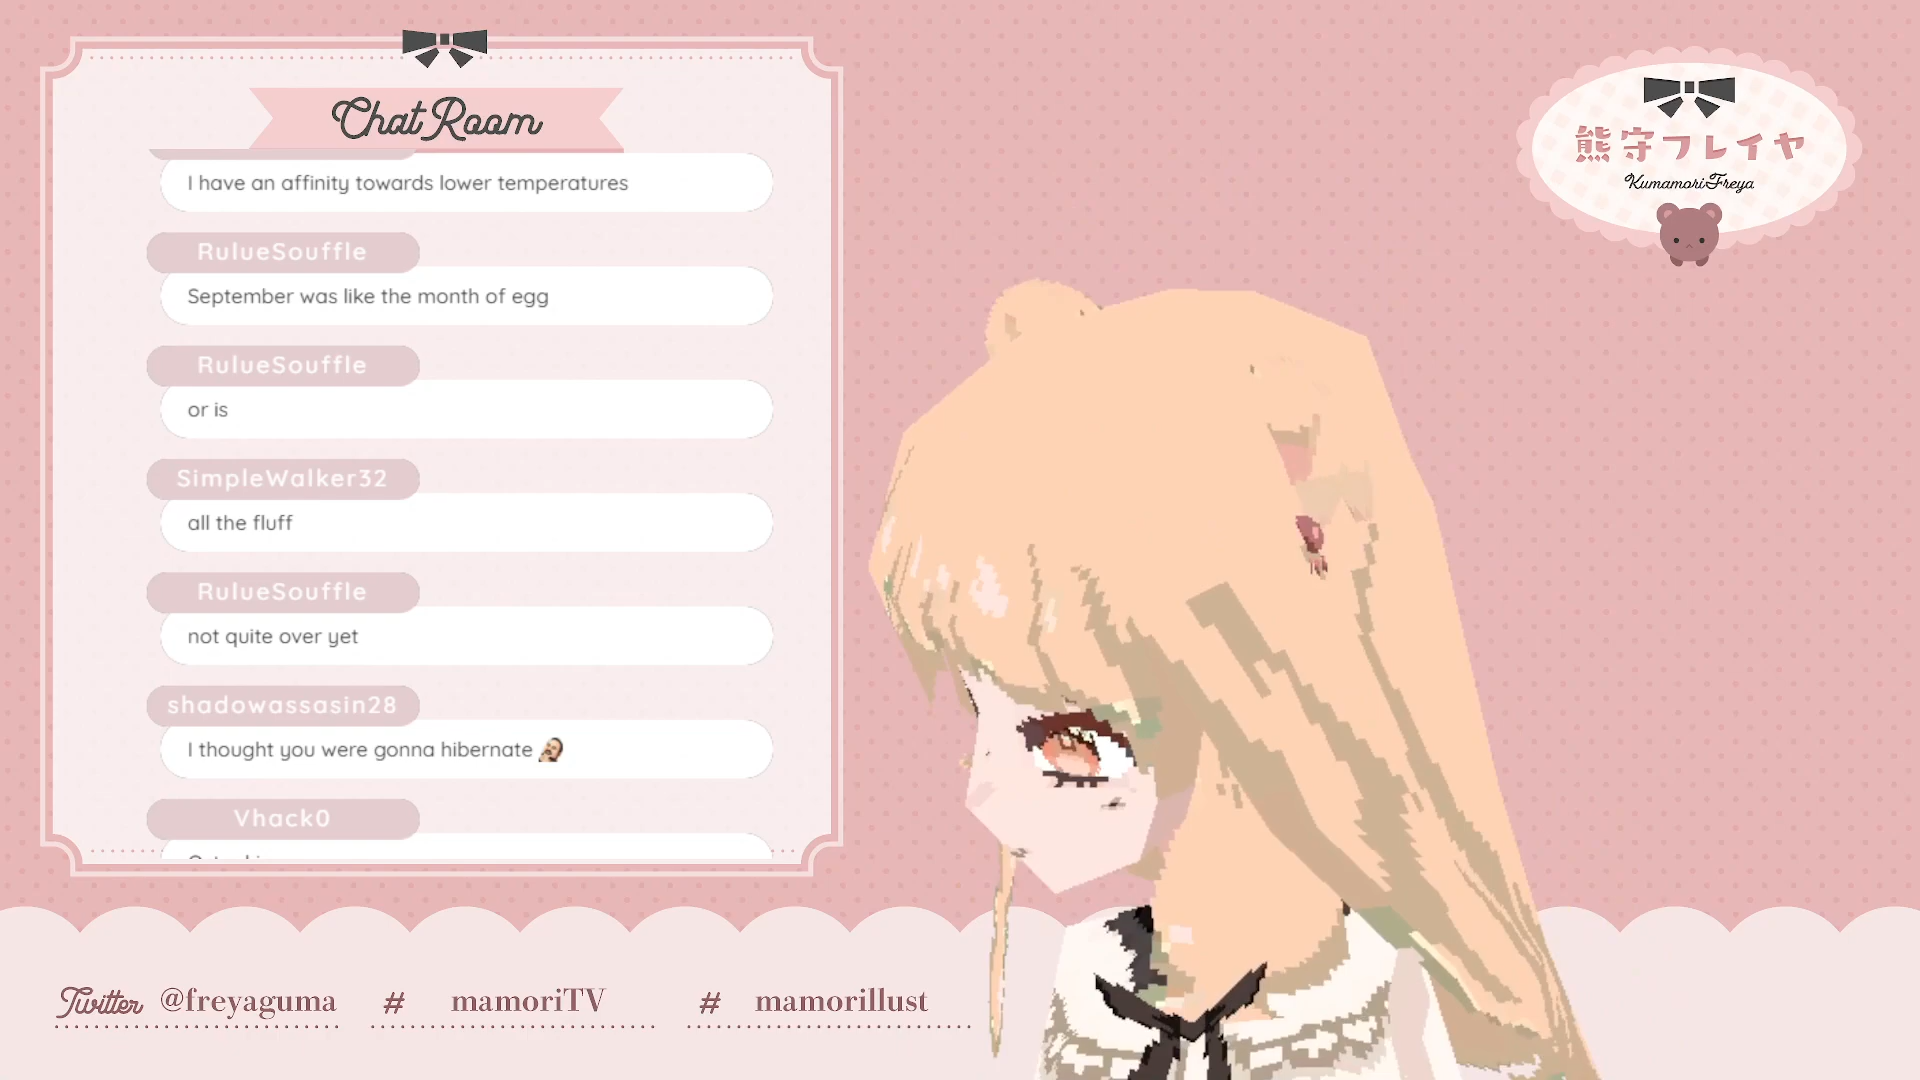 Chat Room
I have an affinity towards lower temperatures
RulueSouffle
September was like the month of egg
RulueSouffle
or is
SimpleWalker32
all the fluff
RulueSouffle
not quite over yet
shadowassasin28
I thought you were gonna hibernate
Vhack0
熊守フレイヤ
KumamoriFreya
Twitter @freyaguma # mamoriTV # mamorillust